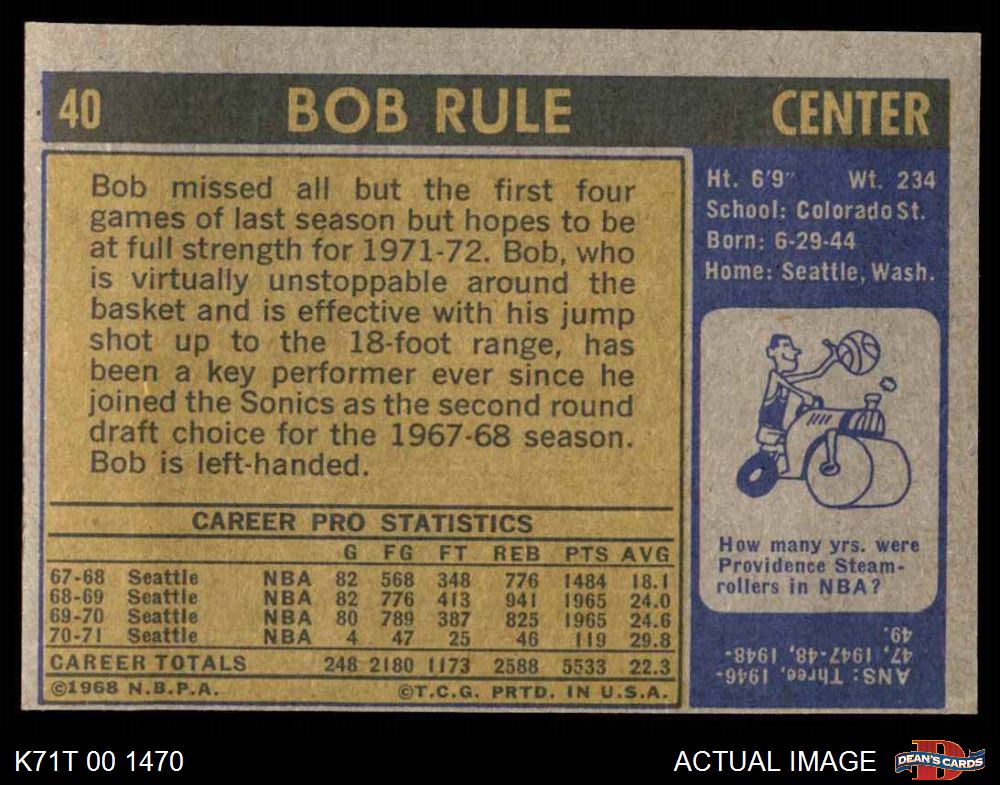 40 BOB RULE CENTER
Bob missed all but the first four
games of last season but hopes to be
at full strength for 1971-72. Bob, who
is virtually unstoppable around the
basket and is effective with his jump
shot up to the 18-foot range, has
been a key performer ever since he
joined the Sonics as the second round
draft choice for the 1967-68 season.
Bob is left-handed.
CAREER PRO STATISTICS
G FG FT REB PTS AVG
67-68 Seattle NBA 82 568 348 776 1484 18.1
68-69 Seattle NBA 82 776 413 941 1965 24.0
69-70 Seattle NBA 80 789 387 825 1965 24.6
70-71 Seattle NBA 4 47 25 46 119 29.8
CAREER TOTALS 248 2180 1173 2588 5533 22.3
©1968 N.B.P.A. ©T.C.G. PRTD. IN U.S.A.
Ht. 6'9" Wt. 234
School: Colorado St.
Born: 6-29-44
Home: Seattle, Wash.
How many yrs. were
Providence Steam-
rollers in NBA?
ANS: Three, 1946-
47, 1947-48, 1948-
49.
K71T 00 1470 ACTUAL IMAGE DEAN'S CARDS